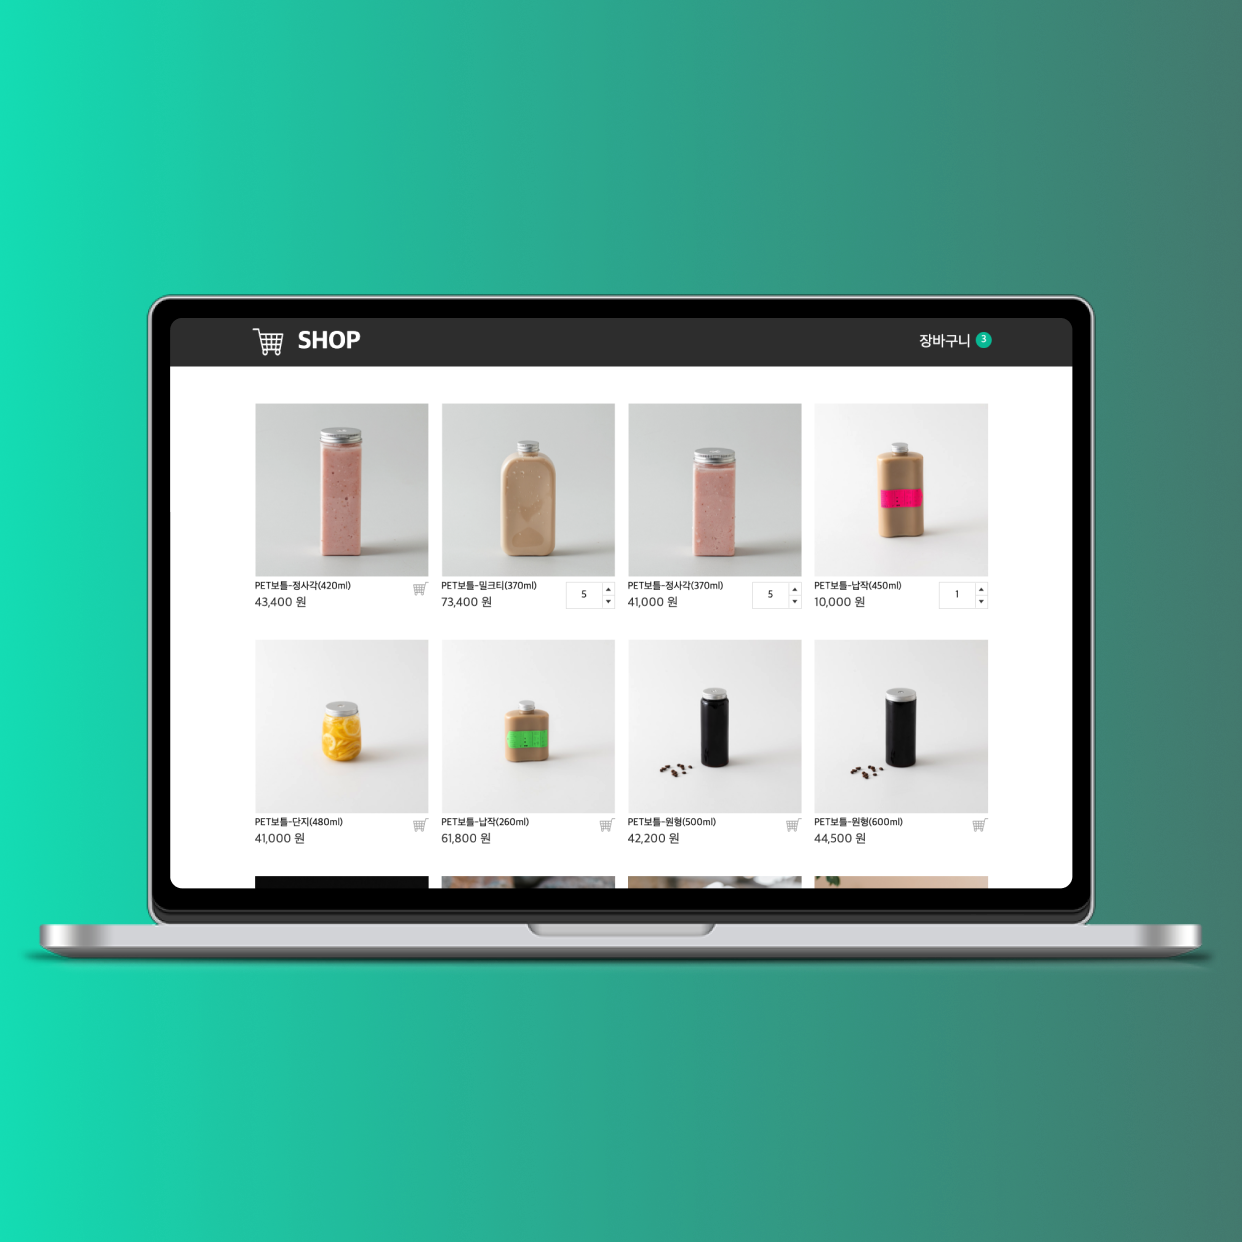 SHOP
장바구니 3
PET보틀-정사각(420ml)
43,400 원
PET보틀-밀크티(370ml)
73,400 원
5
PET보틀-정사각(370ml)
41,000 원
5
PET보틀-납작(450ml)
10,000 원
1
PET보틀-단지(480ml)
41,000 원
PET보틀-납작(260ml)
61,800 원
PET보틀-원형(500ml)
42,200 원
PET보틀-원형(600ml)
44,500 원